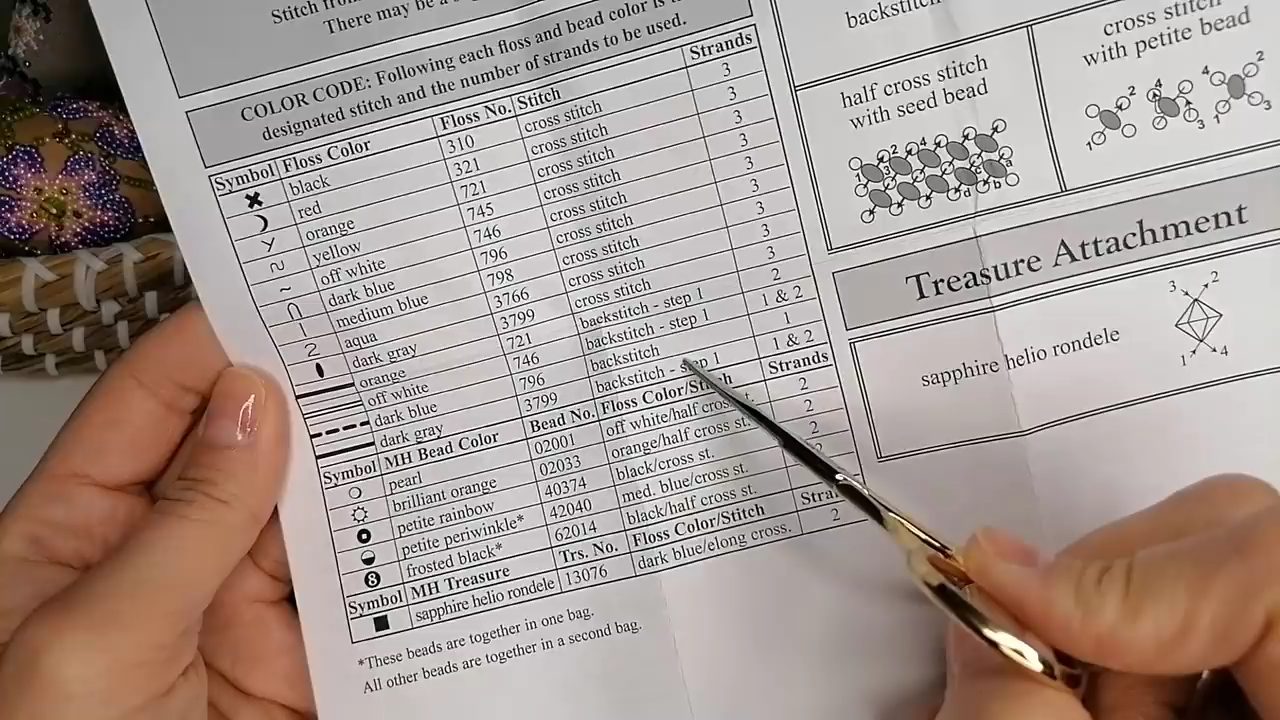 Stitch
There may be a
COLOR CODE: Following each floss and bead color is
designated stitch and the number of strands to be used.
Symbol Floss Color Floss No. Stitch Strands
black 310 cross stitch 3
red 321 cross stitch 3
orange 721 cross stitch 3
yellow 745 cross stitch 3
off white 746 cross stitch 3
dark blue 796 cross stitch 3
medium blue 798 cross stitch 3
aqua 3766 cross stitch 3
dark gray 3799 cross stitch 3
orange 721 backstitch - step 1 2
off white 746 backstitch - step 1 1 & 2
dark blue 796 backstitch 1
dark gray 3799 backstitch - step 1 1 & 2
Symbol MH Bead Color Bead No. Floss Color/Stitch Strands
pearl 02001 off white/half cross st. 2
brilliant orange 02033 orange/half cross st. 2
petite rainbow 40374 black/cross st. 2
petite periwinkle* 42040 med. blue/cross st. 2
frosted black* 62014 black/half cross st.
Symbol MH Treasure Trs. No. Floss Color/Stitch
sapphire helio rondele 13076 dark blue/elong cross. 2
*These beads are together in one bag.
All other beads are together in a second bag.
backstitch
half cross stitch
with seed bead
cross stitch
with petite bead
Treasure Attachment
sapphire helio rondele